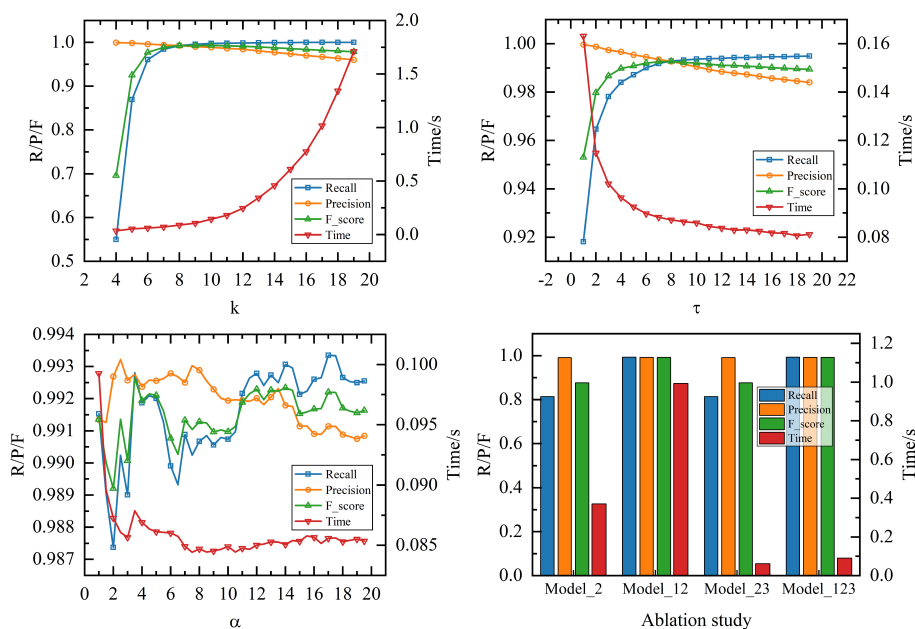 1.0
0.9
0.8
0.7
0.6
0.5
R/P/F
2 4 6 8 10 12 14 16 18 20
k
2.0
1.5
1.0
0.5
0.0
Time/s
Recall
Precision
F_score
Time
1.00
0.98
0.96
0.94
0.92
R/P/F
-2 0 2 4 6 8 10 12 14 16 18 20 22
τ
0.16
0.14
0.12
0.10
0.08
Time/s
Recall
Precision
F_score
Time
0.994
0.993
0.992
0.991
0.990
0.989
0.988
0.987
R/P/F
0 2 4 6 8 10 12 14 16 18 20
α
0.100
0.095
0.090
0.085
Time/s
Recall
Precision
F_score
Time
1.0
0.8
0.6
0.4
0.2
0.0
R/P/F
Model_2 Model_12 Model_23 Model_123
Ablation study
1.2
1.0
0.8
0.6
0.4
0.2
0.0
Time/s
Recall
Precision
F_score
Time